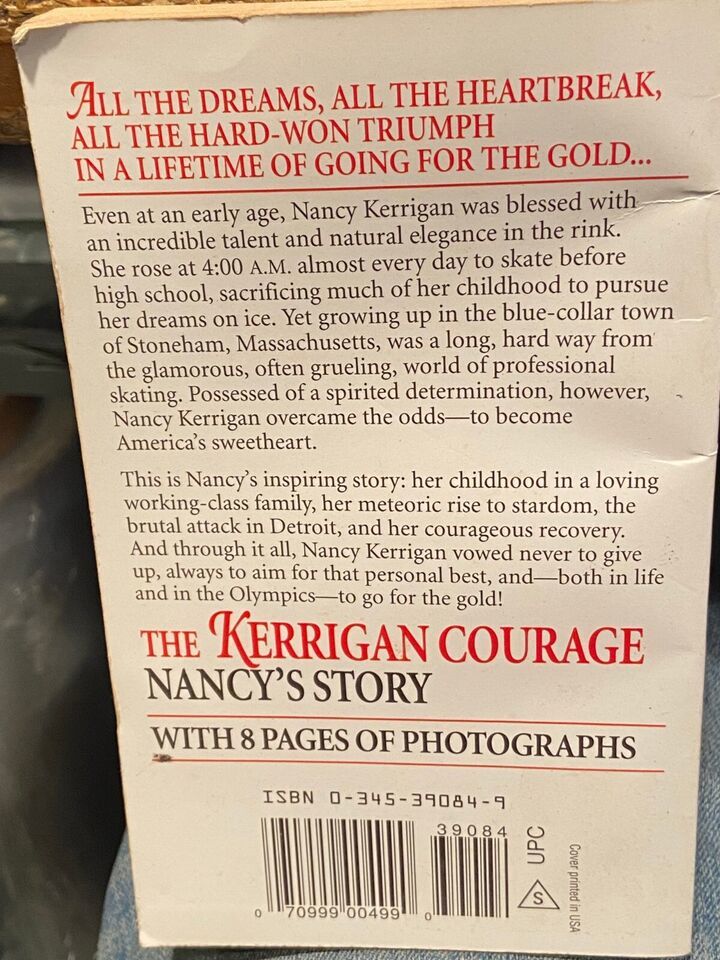 ALL THE DREAMS, ALL THE HEARTBREAK,
ALL THE HARD-WON TRIUMPH
IN A LIFETIME OF GOING FOR THE GOLD...
Even at an early age, Nancy Kerrigan was blessed with
an incredible talent and natural elegance in the rink.
She rose at 4:00 A.M. almost every day to skate before
high school, sacrificing much of her childhood to pursue
her dreams on ice. Yet growing up in the blue-collar town
of Stoneham, Massachusetts, was a long, hard way from
the glamorous, often grueling, world of professional
skating. Possessed of a spirited determination, however,
Nancy Kerrigan overcame the odds—to become
America's sweetheart.
This is Nancy's inspiring story: her childhood in a loving
working-class family, her meteoric rise to stardom, the
brutal attack in Detroit, and her courageous recovery.
And through it all, Nancy Kerrigan vowed never to give
up, always to aim for that personal best, and—both in life
and in the Olympics—to go for the gold!
THE KERRIGAN COURAGE
NANCY'S STORY
WITH 8 PAGES OF PHOTOGRAPHS
ISBN 0-345-39084-9
39084
0 70999 00499 0
UPC
S
Cover printed in USA